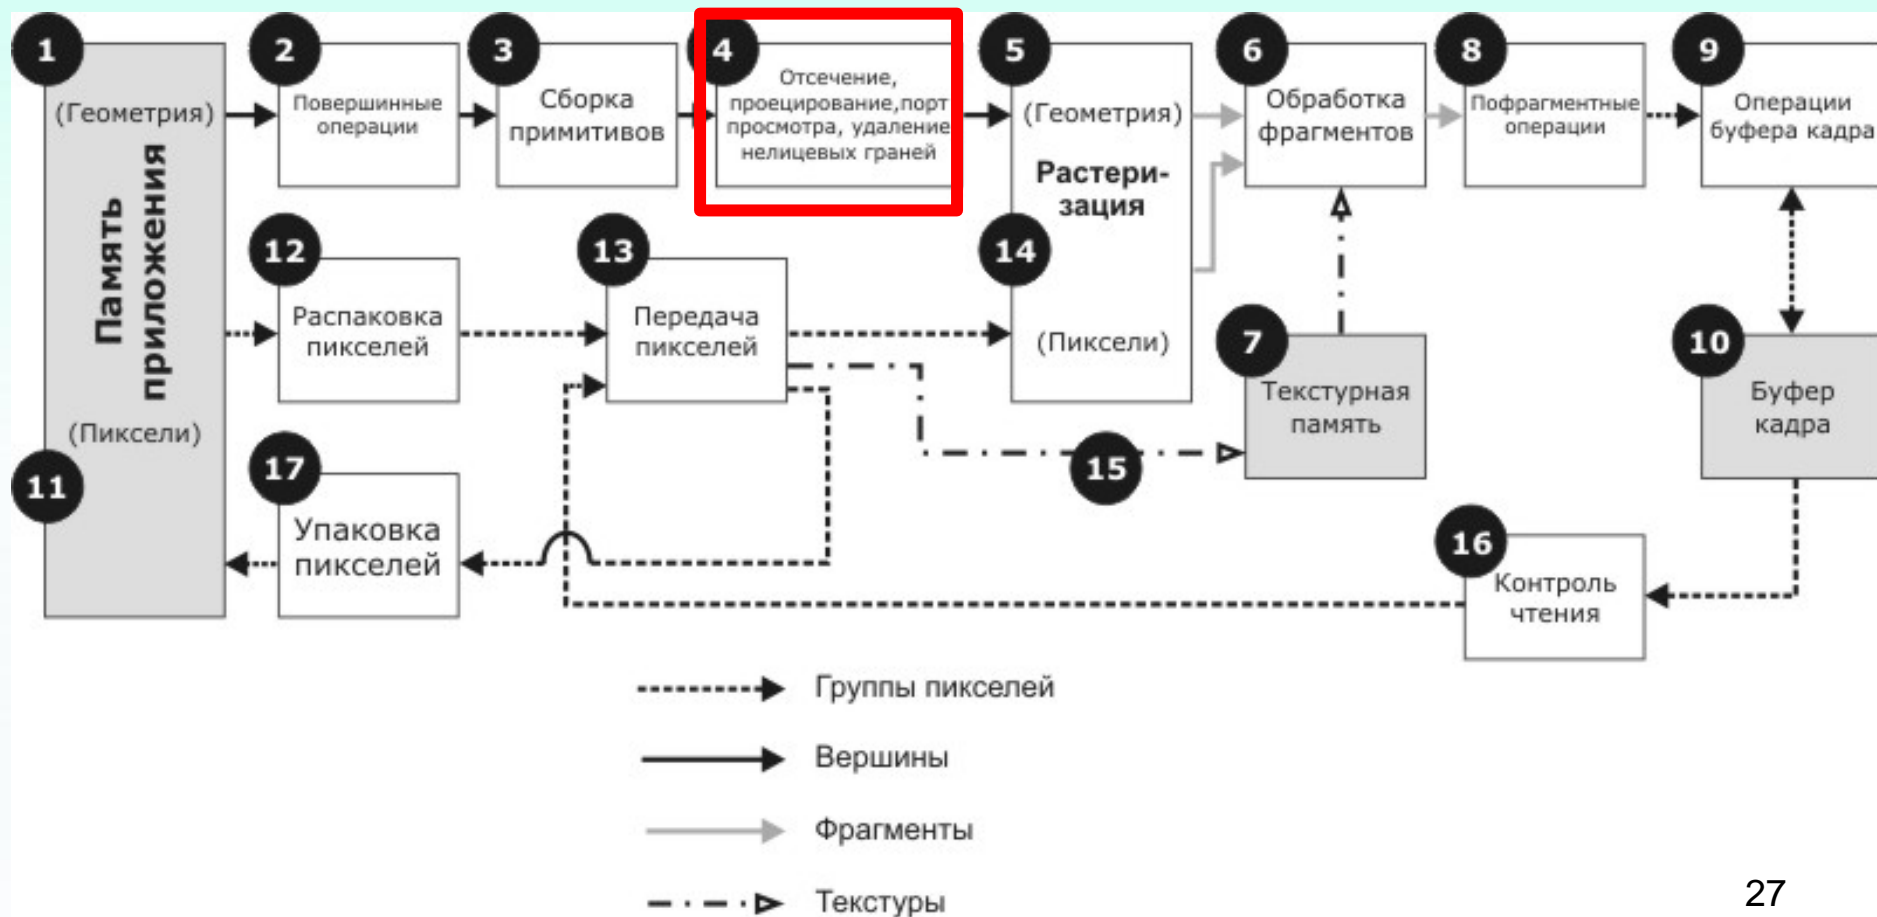 1
(Геометрия)
Память
приложения
(Пиксели)
11
2
Повершинные
операции
3
Сборка
примитивов
4
Отсечение,
проецирование,порт
просмотра, удаление
нелицевых граней
5
(Геометрия)
Растери-
зация
14
(Пиксели)
6
Обработка
фрагментов
8
Пофрагментные
операции
9
Операции
буфера кадра
12
Распаковка
пикселей
13
Передача
пикселей
7
Текстурная
память
10
Буфер
кадра
15
17
Упаковка
пикселей
16
Контроль
чтения
Группы пикселей
Вершины
Фрагменты
Текстуры
27